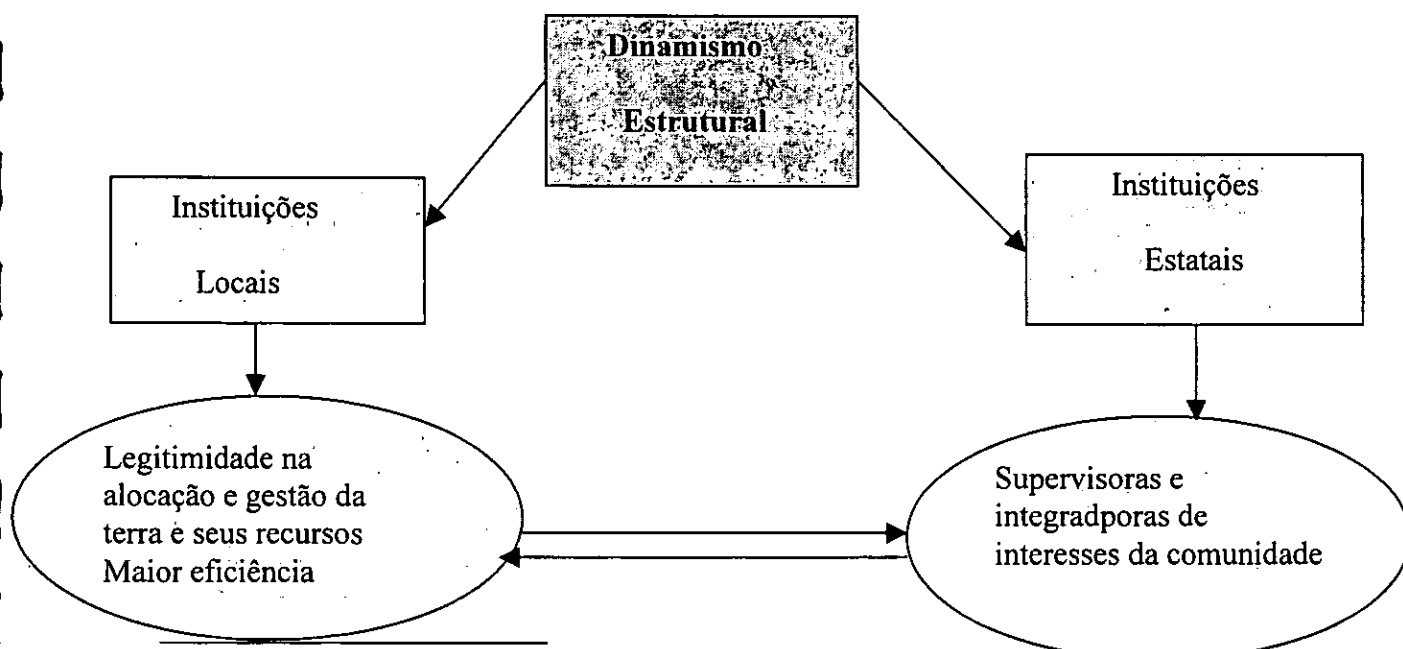 Dinamismo
Estrutural
Instituições
Locais
Instituições
Estatais
Legitimidade na
alocação e gestão da
terra e seus recursos
Maior eficiência
Supervisoras e
integradporas de
interesses da comunidade